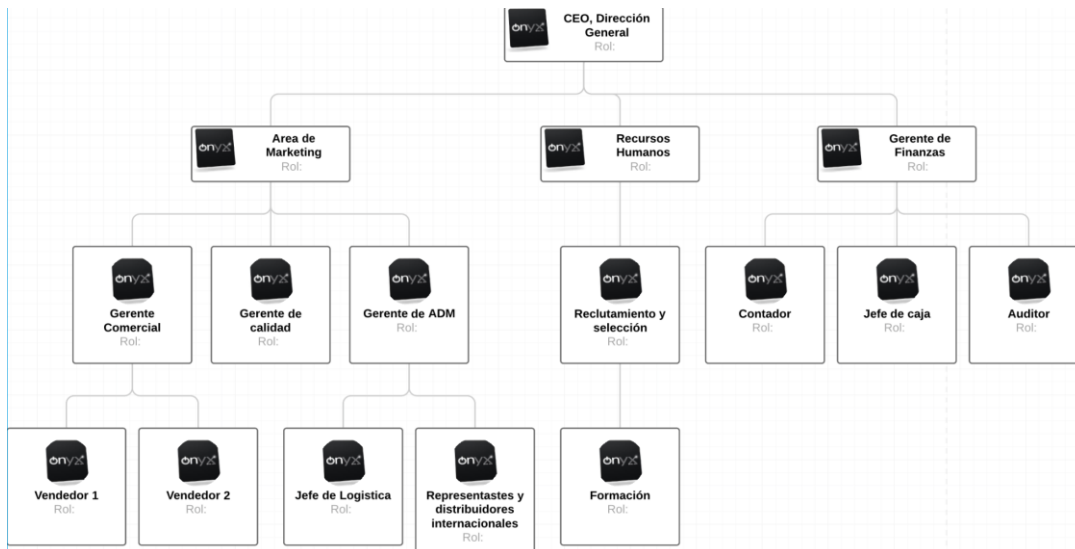 onyx
CEO, Dirección
General
Rol:
onyx
Area de
Marketing
Rol:
onyx
Recursos
Humanos
Rol:
onyx
Gerente de
Finanzas
Rol:
onyx
Gerente
Comercial
Rol:
onyx
Gerente de
calidad
Rol:
onyx
Gerente de ADM
Rol:
onyx
Reclutamiento y
selección
Rol:
onyx
Contador
Rol:
onyx
Jefe de caja
Rol:
onyx
Auditor
Rol:
onyx
Vendedor 1
Rol:
onyx
Vendedor 2
Rol:
onyx
Jefe de Logistica
Rol:
onyx
Representastes y
distribuidores
internacionales
Rol:
onyx
Formación
Rol: